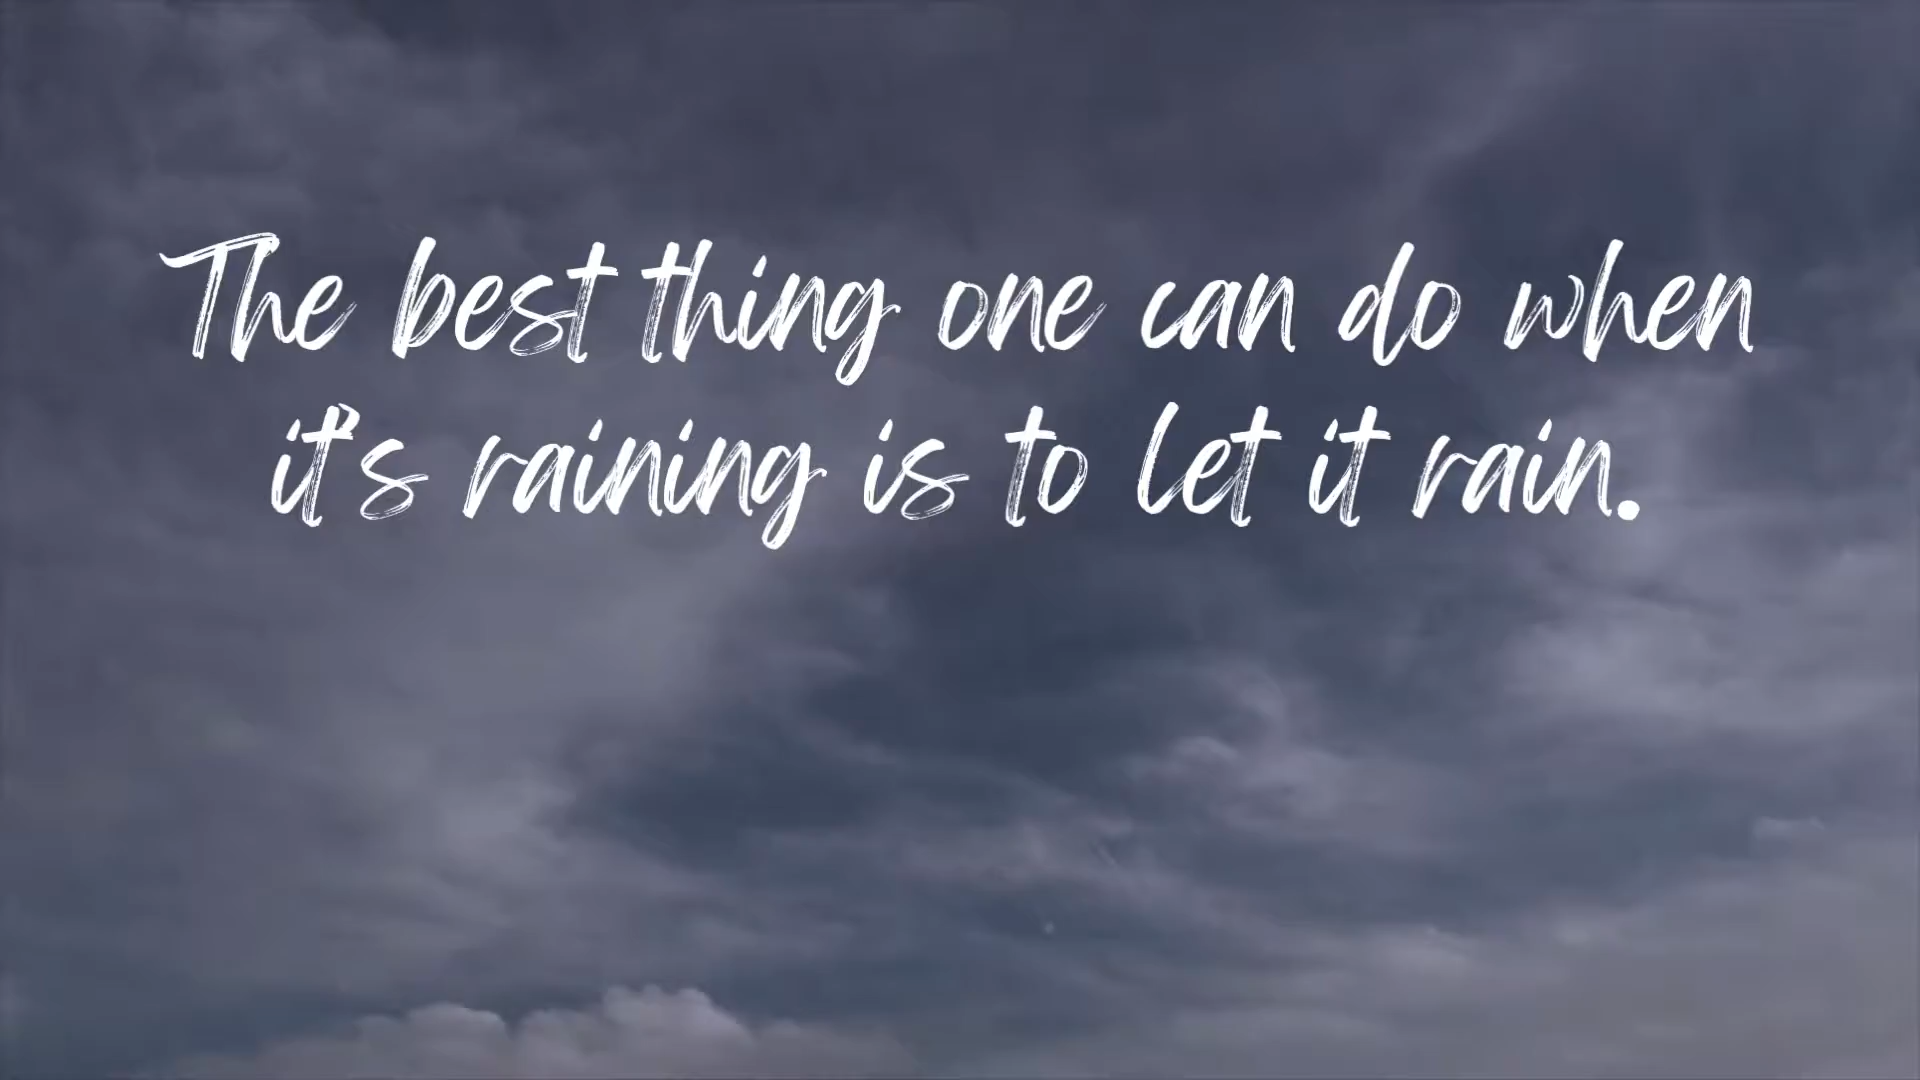 The best thing one can do when
it's raining is to let it rain.